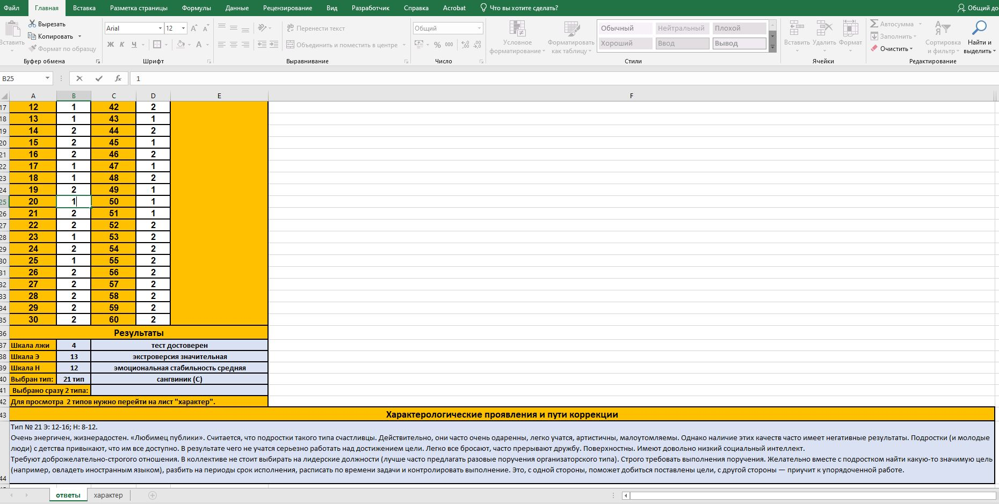 Файл Главная Вставка Разметка страницы Формулы Данные Рецензирование Вид Разработчик Справка Acrobat Что вы хотите сделать? Общий до
Вставить
Вырезать
Копировать
Формат по образцу
Буфер обмена
Arial 12
Ж К Ч А
Шрифт
Перенести текст
Объединить и поместить в центре
Выравнивание
Общий
% 000
Число
Условное форматирование
Форматировать как таблицу
Обычный Нейтральный Плохой
Хороший Ввод Вывод
Стили
Вставить Удалить Формат
Ячейки
Автосумма
Заполнить
Очистить
Сортировка и фильтр
Найти и выделить
Редактирование
B25 fx 1
A B C D E F
17 12 1 42 2
18 13 1 43 1
19 14 2 44 2
20 15 2 45 1
21 16 2 46 2
22 17 1 47 1
23 18 1 48 2
24 19 2 49 1
25 20 1 50 1
26 21 2 51 1
27 22 2 52 2
28 23 1 53 2
29 24 2 54 2
30 25 1 55 2
31 26 2 56 2
32 27 2 57 2
33 28 2 58 2
34 29 2 59 2
35 30 2 60 2
36 Результаты
37 Шкала лжи 4 тест достоверен
38 Шкала Э 13 экстроверсия значительная
39 Шкала Н 12 эмоциональная стабильность средняя
40 Выбран тип: 21 тип сангвиник (С)
41 Выбрано сразу 2 типа:
42 Для просмотра 2 типов нужно перейти на лист "характер".
43 Характерологические проявления и пути коррекции
Тип № 21 Э: 12-16; Н: 8-12.
Очень энергичен, жизнерадостен. «Любимец публики». Считается, что подростки такого типа счастливцы. Действительно, они часто очень одаренны, легко учатся, артистичны, малоутомляемы. Однако наличие этих качеств часто имеет негативные результаты. Подростки (и молодые
люди) с детства привыкают, что им все доступно. В результате чего не учатся серьезно работать над достижением цели. Легко все бросают, часто прерывают дружбу. Поверхностны. Имеют довольно низкий социальный интеллект.
Требуют доброжелательно-строгого отношения. В коллективе не стоит выбирать на лидерские должности (лучше часто предлагать разовые поручения организаторского типа). Строго требовать выполнения поручения. Желательно вместе с подростком найти какую-то значимую цель
44 (например, овладеть иностранным языком), разбить на периоды срок исполнения, расписать по времени задачи и контролировать выполнение. Это, с одной стороны, поможет добиться поставлены цели, с другой стороны — приучит к упорядоченной работе.
ответы характер